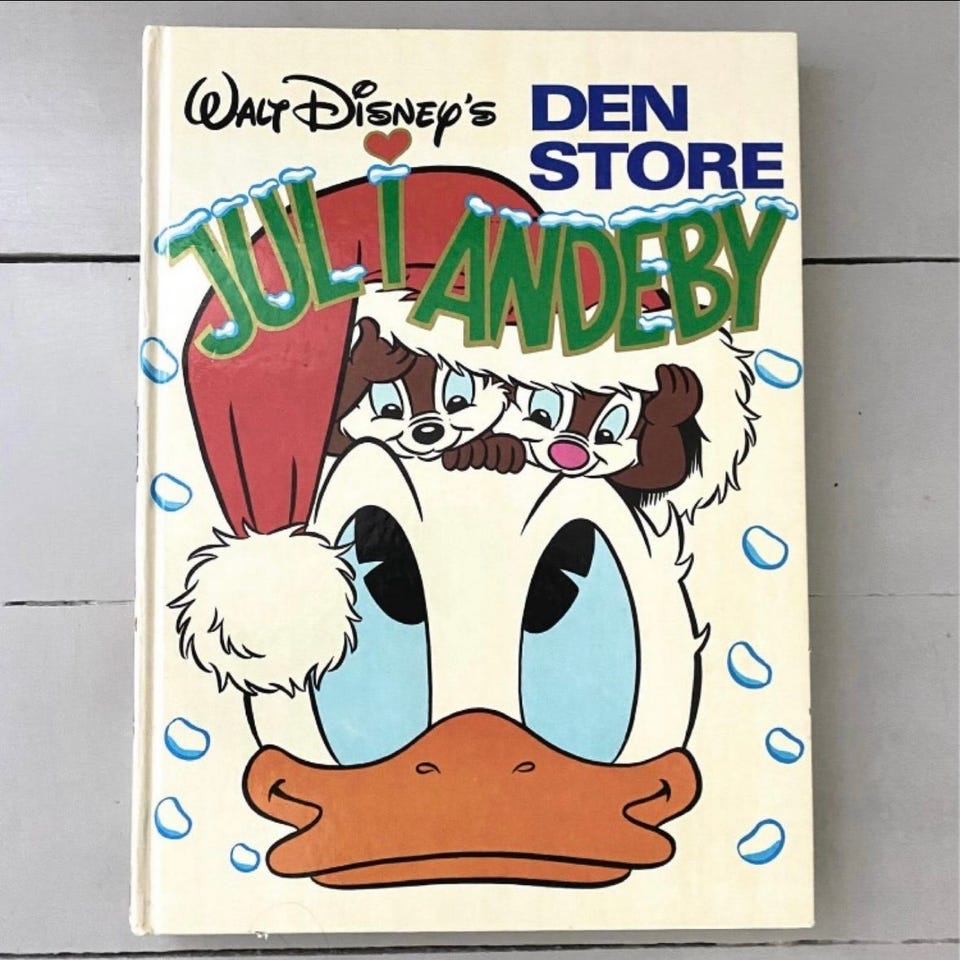 WALT DISNEY'S
DEN
STORE
JUL i ANDEBY